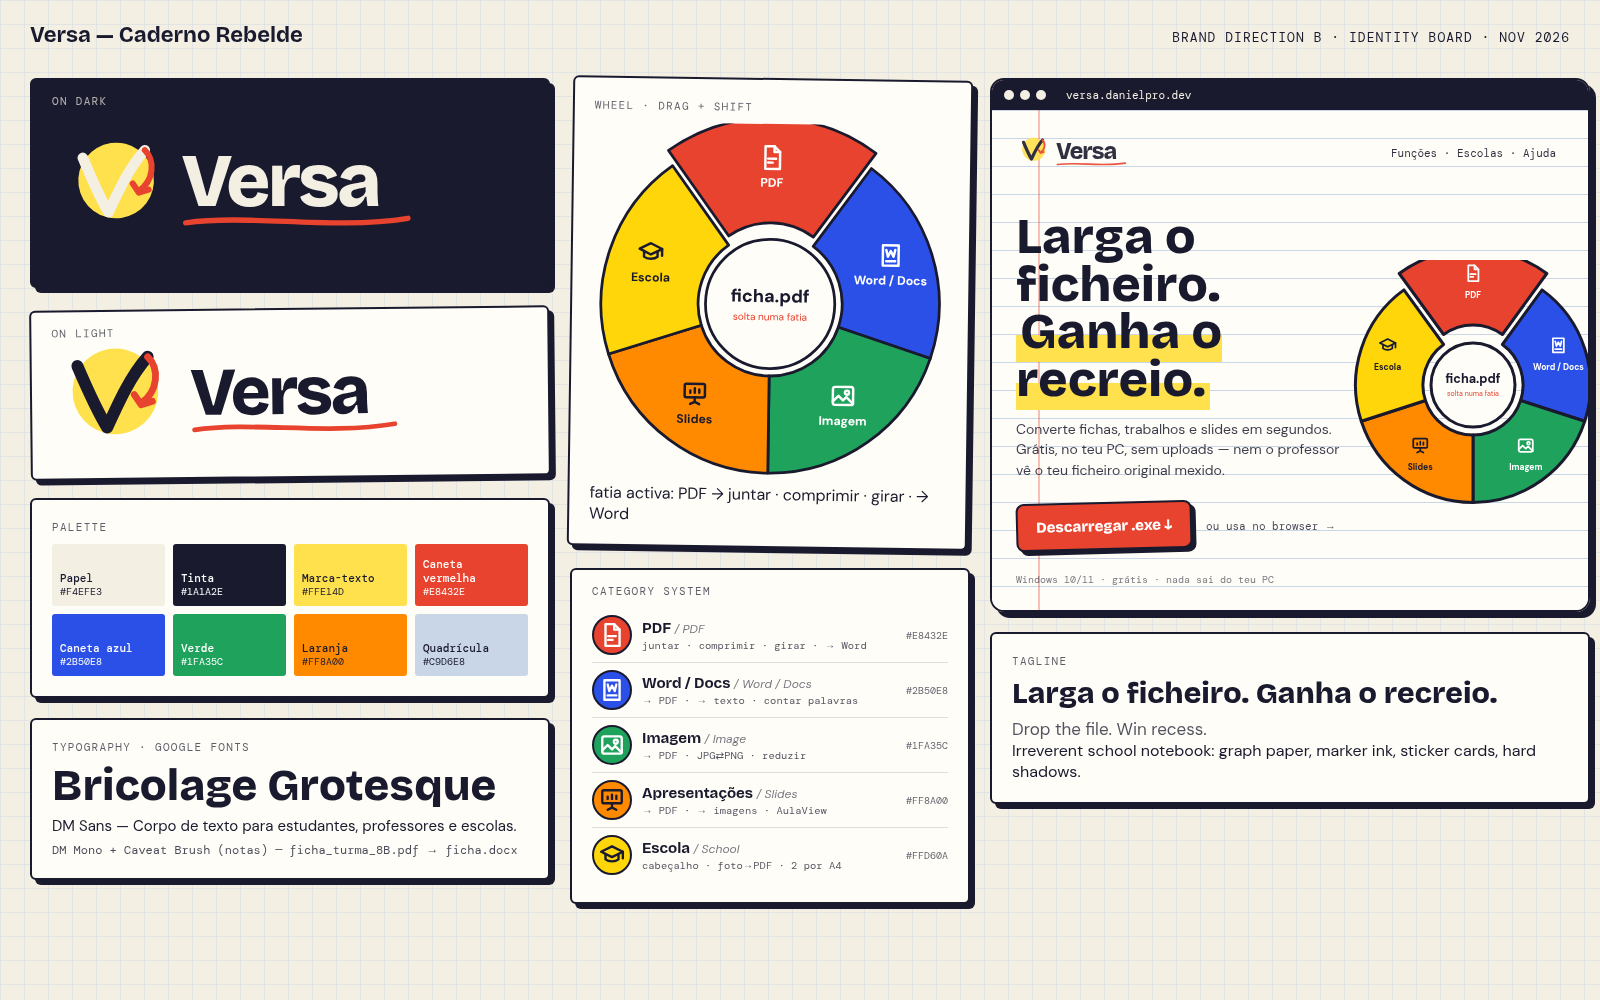 Versa — Caderno Rebelde
BRAND DIRECTION B · IDENTITY BOARD · NOV 2026
ON DARK
Versa
ON LIGHT
Versa
PALETTE
Papel
#F4EFE3
Tinta
#1A1A2E
Marca-texto
#FFE14D
Caneta
vermelha
#E8432E
Caneta azul
#2B50E8
Verde
#1FA35C
Laranja
#FF8A00
Quadrícula
#C9D6E8
TYPOGRAPHY · GOOGLE FONTS
Bricolage Grotesque
DM Sans — Corpo de texto para estudantes, professores e escolas.
DM Mono + Caveat Brush (notas) — ficha_turma_8B.pdf → ficha.docx
WHEEL · DRAG + SHIFT
PDF
Escola
W
Word / Docs
ficha.pdf
solta numa fatia
Slides
Imagem
fatia activa: PDF → juntar · comprimir · girar · →
Word
CATEGORY SYSTEM
PDF / PDF
juntar · comprimir · girar · → Word
#E8432E
W
Word / Docs / Word / Docs
→ PDF · → texto · contar palavras
#2B50E8
Imagem / Image
→ PDF · JPG⇄PNG · reduzir
#1FA35C
Apresentações / Slides
→ PDF · → imagens · AulaView
#FF8A00
Escola / School
cabeçalho · foto→PDF · 2 por A4
#FFD60A
versa.danielpro.dev
Versa
Funções · Escolas · Ajuda
Larga o
ficheiro.
Ganha o
recreio.
Converte fichas, trabalhos e slides em segundos.
Grátis, no teu PC, sem uploads — nem o professor
vê o teu ficheiro original mexido.
Descarregar .exe ↓
ou usa no browser →
Windows 10/11 · grátis · nada sai do teu PC
PDF
Escola
W
Word / Docs
ficha.pdf
solta numa fatia
Slides
Imagem
TAGLINE
Larga o ficheiro. Ganha o recreio.
Drop the file. Win recess.
Irreverent school notebook: graph paper, marker ink, sticker cards, hard
shadows.